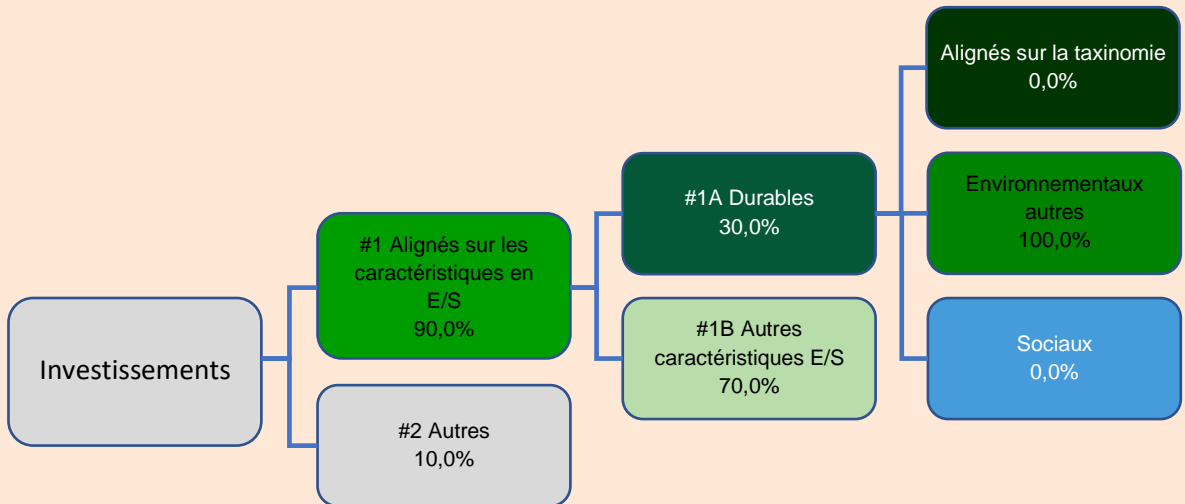 Investissements
#1 Alignés sur les
caractéristiques en
E/S
90,0%
#2 Autres
10,0%
#1A Durables
30,0%
#1B Autres
caractéristiques E/S
70,0%
Alignés sur la taxinomie
0,0%
Environnementaux
autres
100,0%
Sociaux
0,0%